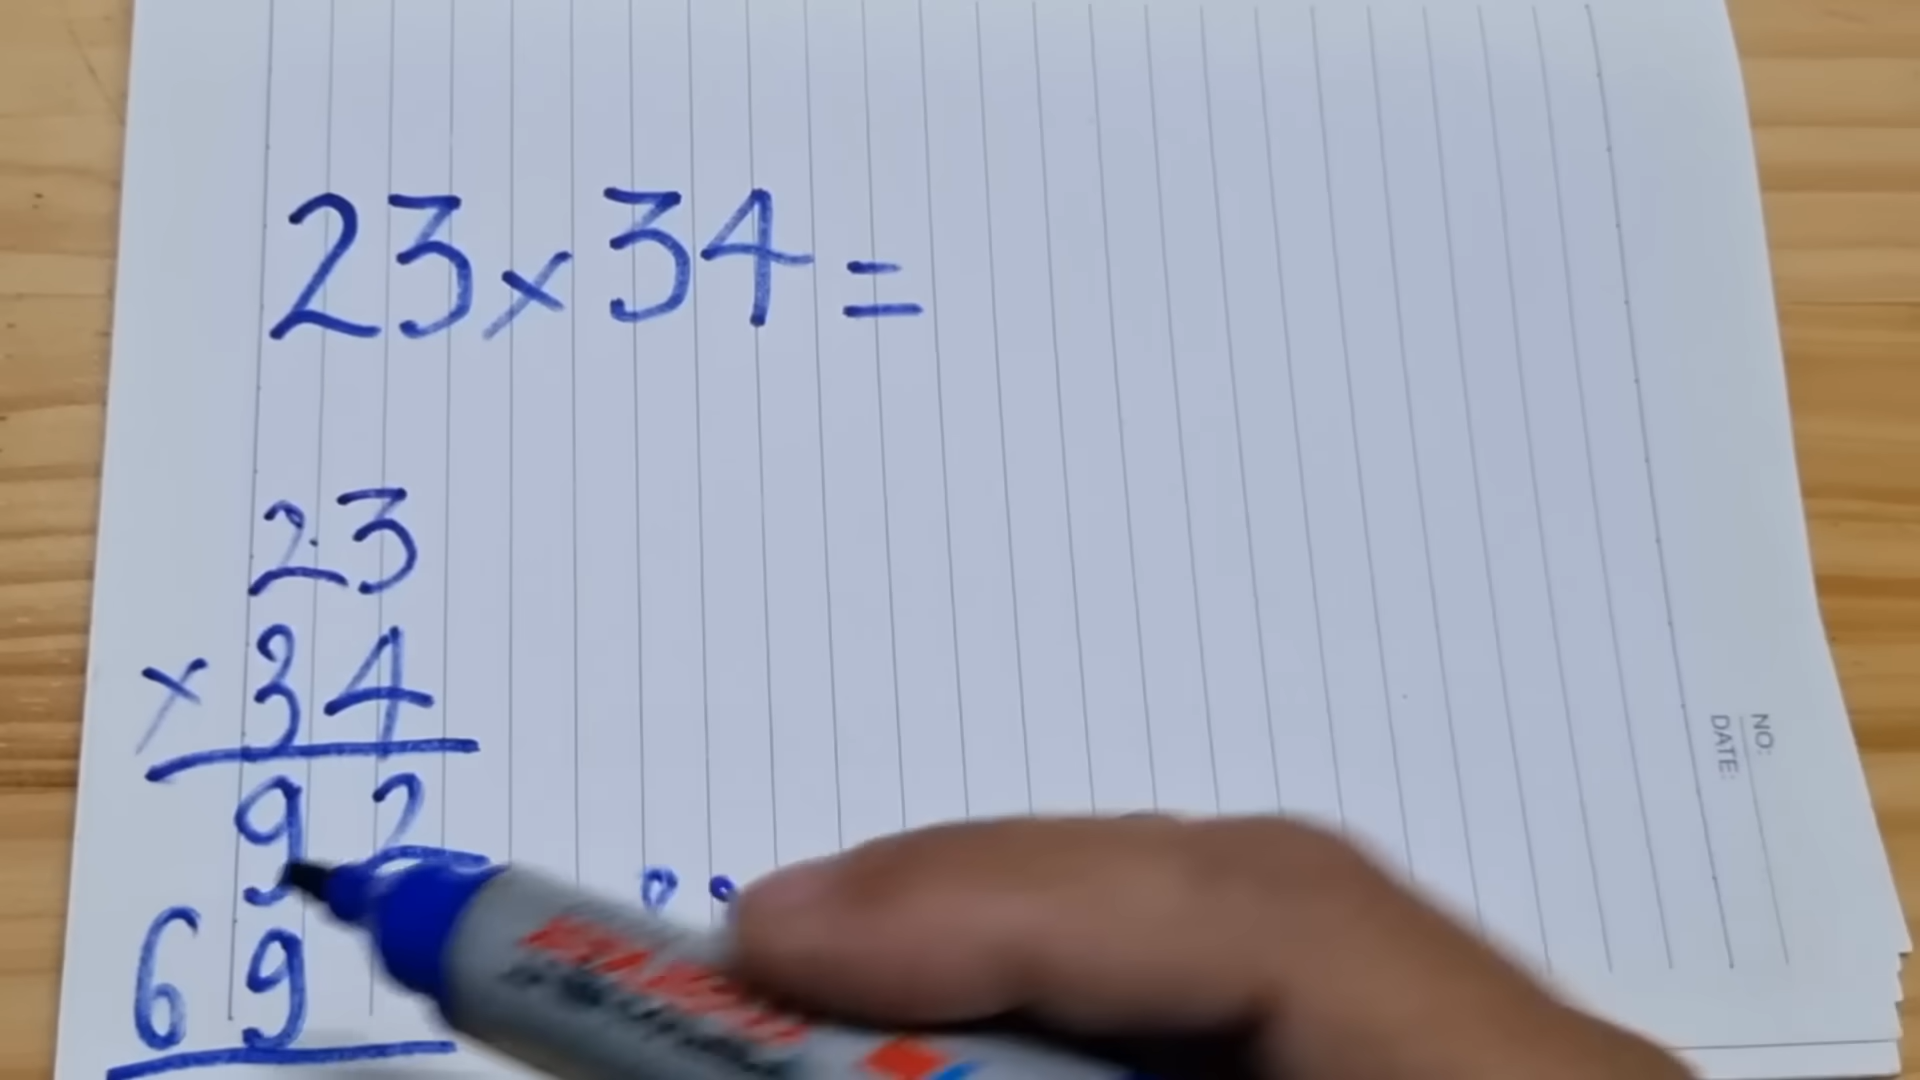 23 × 34 =
23
× 34
92
69
NO:
DATE: